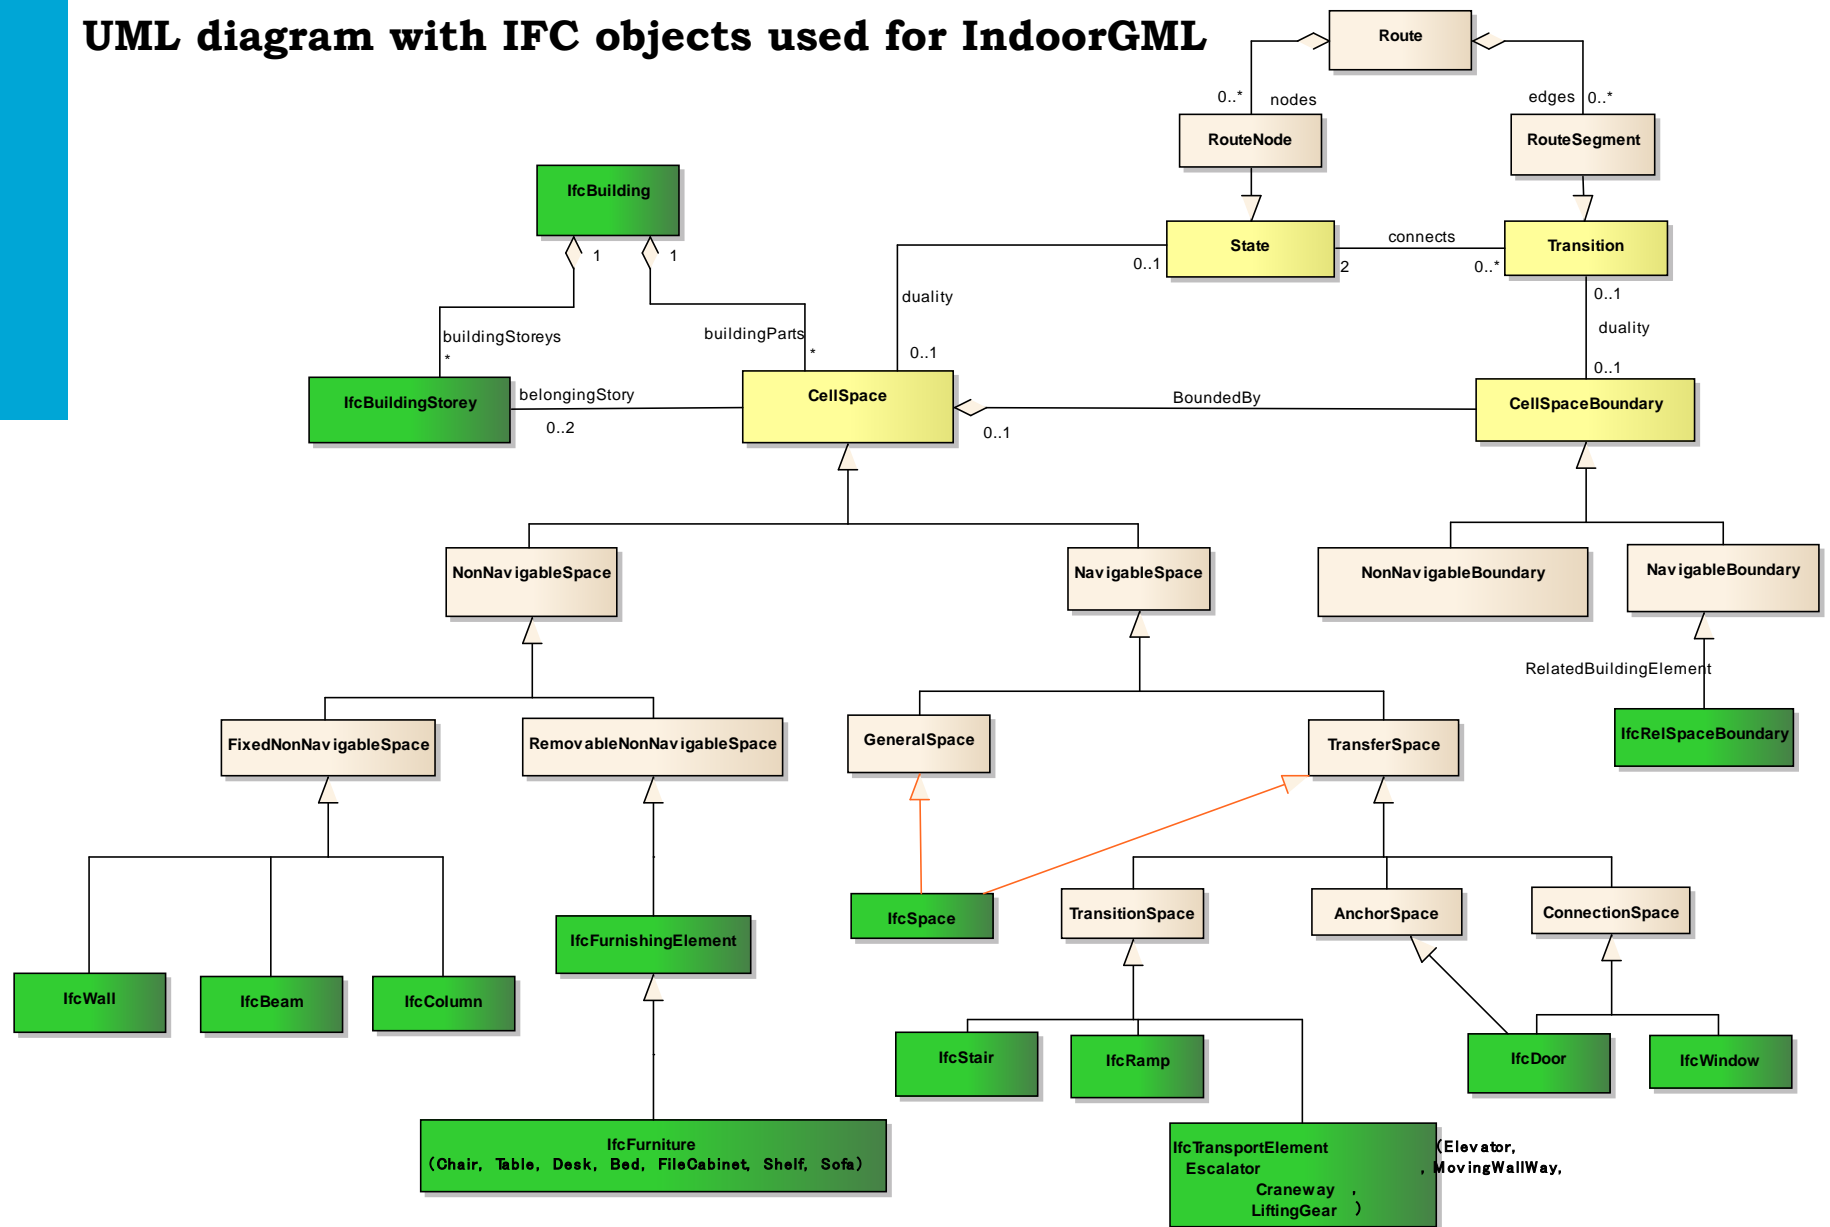 UML diagram with IFC objects used for IndoorGML
Route
0..*
nodes
edges
0..*
RouteNode
RouteSegment
IfcBuilding
State
connects
Transition
1
1
0..1
2
0..*
0..1
duality
duality
buildingStoreys
buildingParts
*
*
0..1
0..1
IfcBuildingStorey
belongingStory
CellSpace
BoundedBy
CellSpaceBoundary
0..2
0..1
NonNavigableSpace
NavigableSpace
NonNavigableBoundary
NavigableBoundary
RelatedBuildingElement
FixedNonNavigableSpace
RemovableNonNavigableSpace
GeneralSpace
TransferSpace
IfcRelSpaceBoundary
IfcSpace
TransitionSpace
AnchorSpace
ConnectionSpace
IfcFurnishingElement
IfcWall
IfcBeam
IfcColumn
IfcStair
IfcRamp
IfcDoor
IfcWindow
IfcFurniture
(Chair, Table, Desk, Bed, FileCabinet, Shelf, Sofa)
IfcTransportElement (Elevator,
Escalator , MovingWallWay,
Craneway ,
LiftingGear )